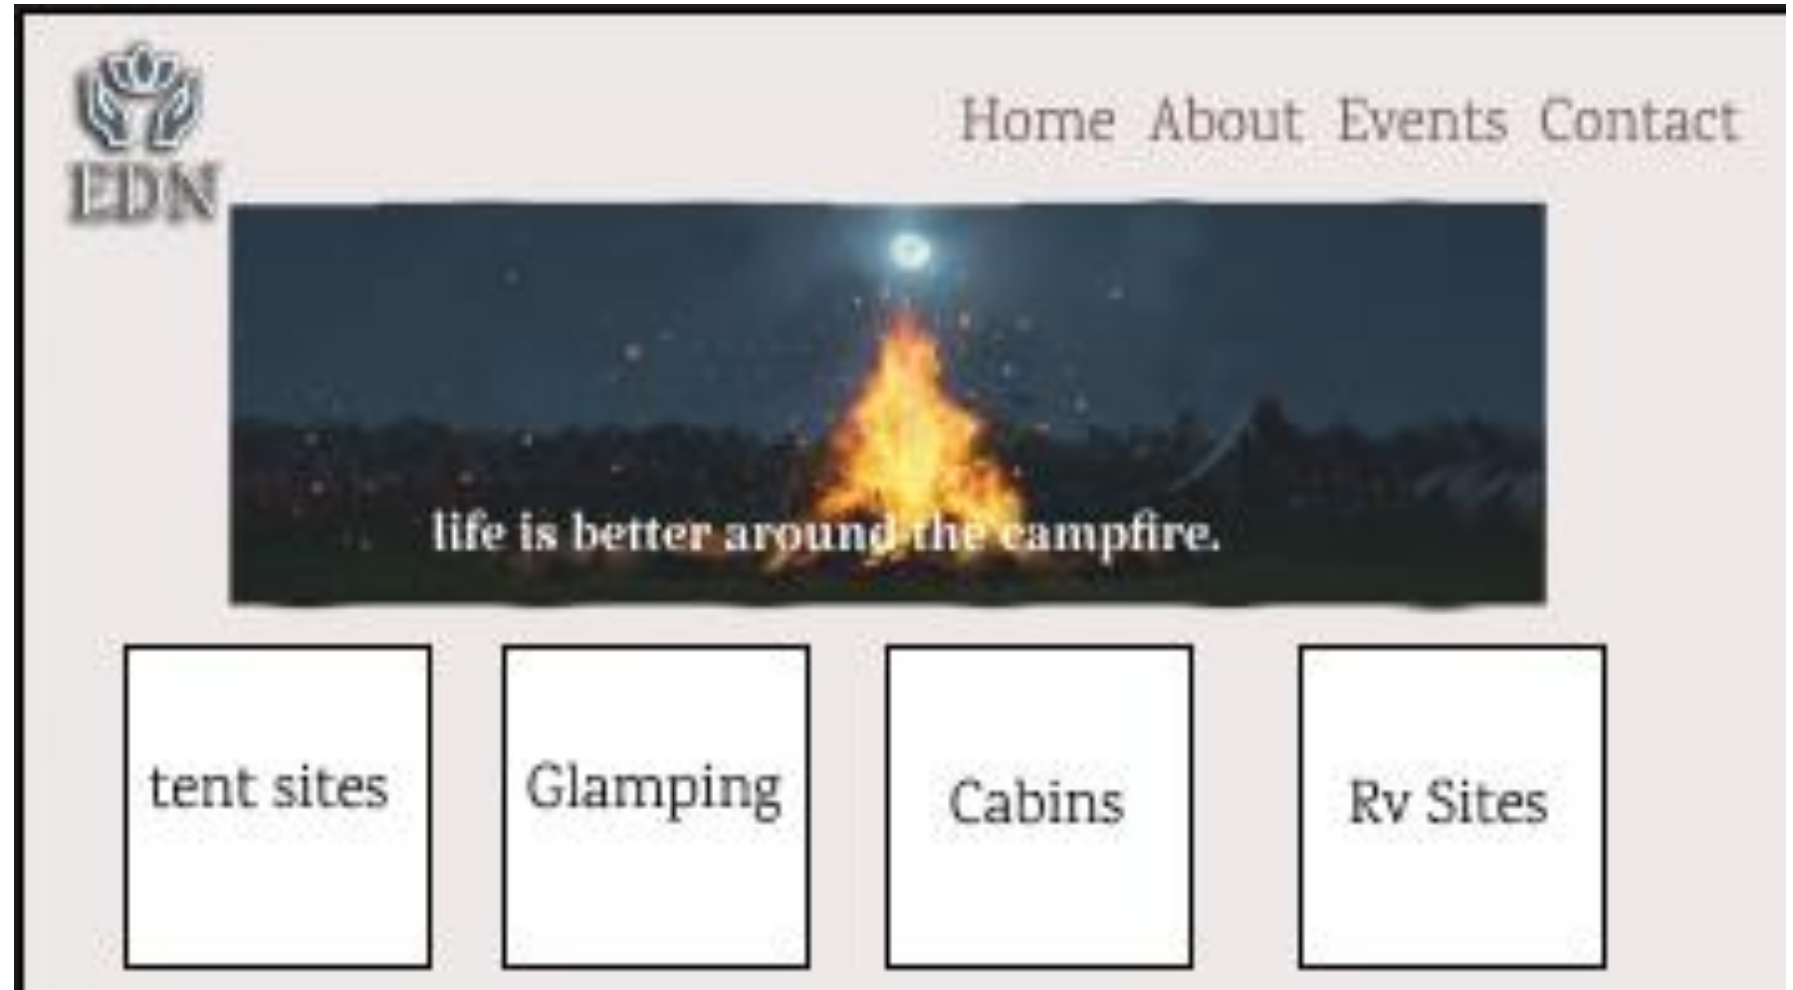 EDN
Home About Events Contact
life is better around the campfire.
tent sites
Glamping
Cabins
Rv Sites